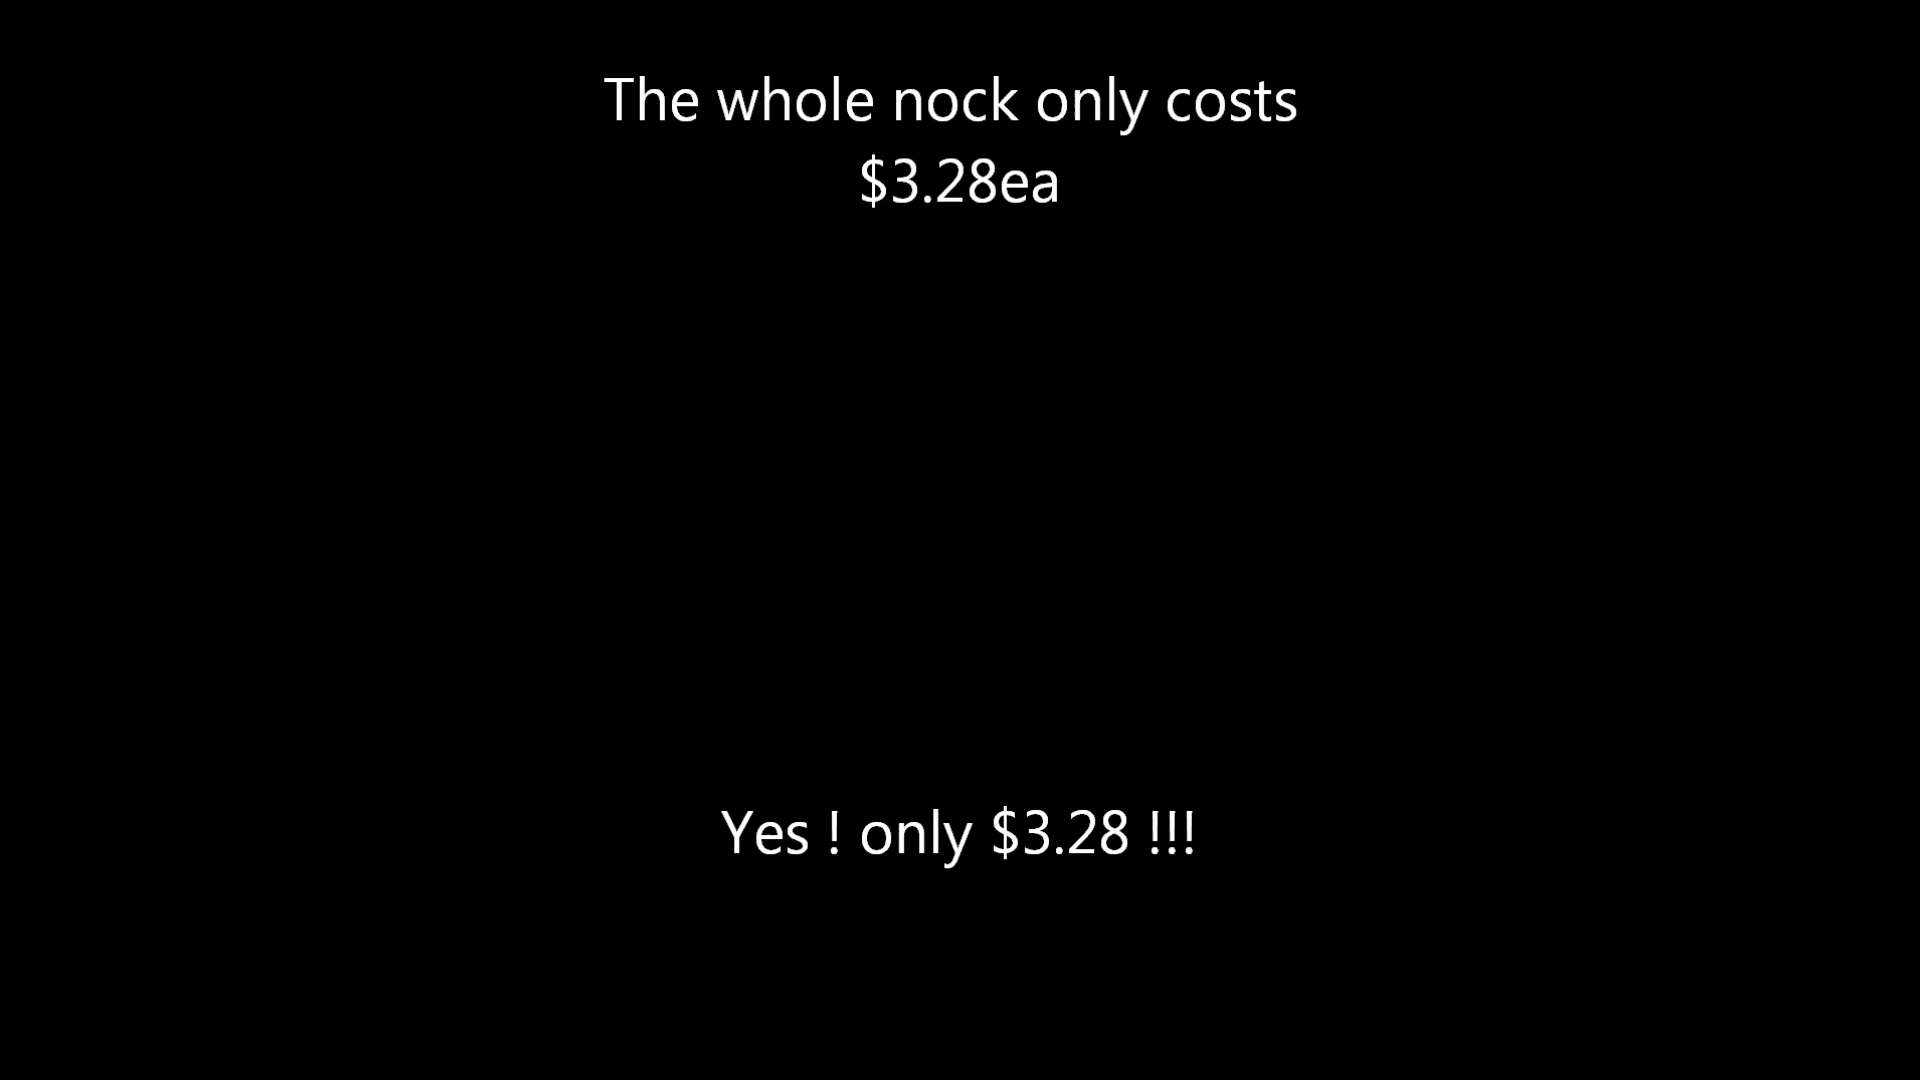 The whole nock only costs
$3.28ea
Yes ! only $3.28 !!!